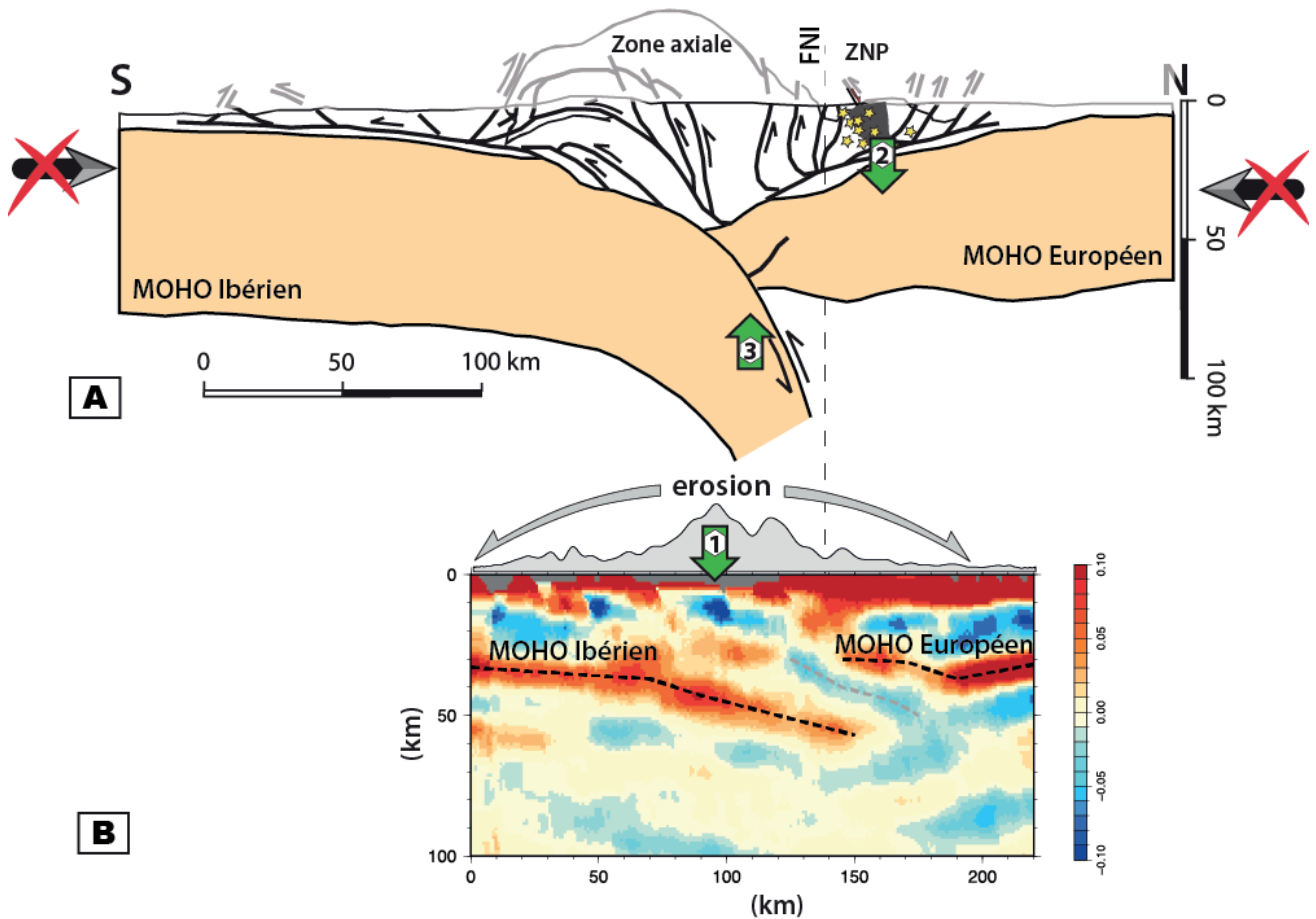 Zone axiale
FNI
ZNP
S
N
0
2
50
MOHO Ibérien
MOHO Européen
3
0 50 100 km
100 km
A
erosion
1
0
MOHO Ibérien
MOHO Européen
(km)
50
100
0 50 100 150 200
(km)
0.10
0.05
0.00
-0.05
-0.10
B